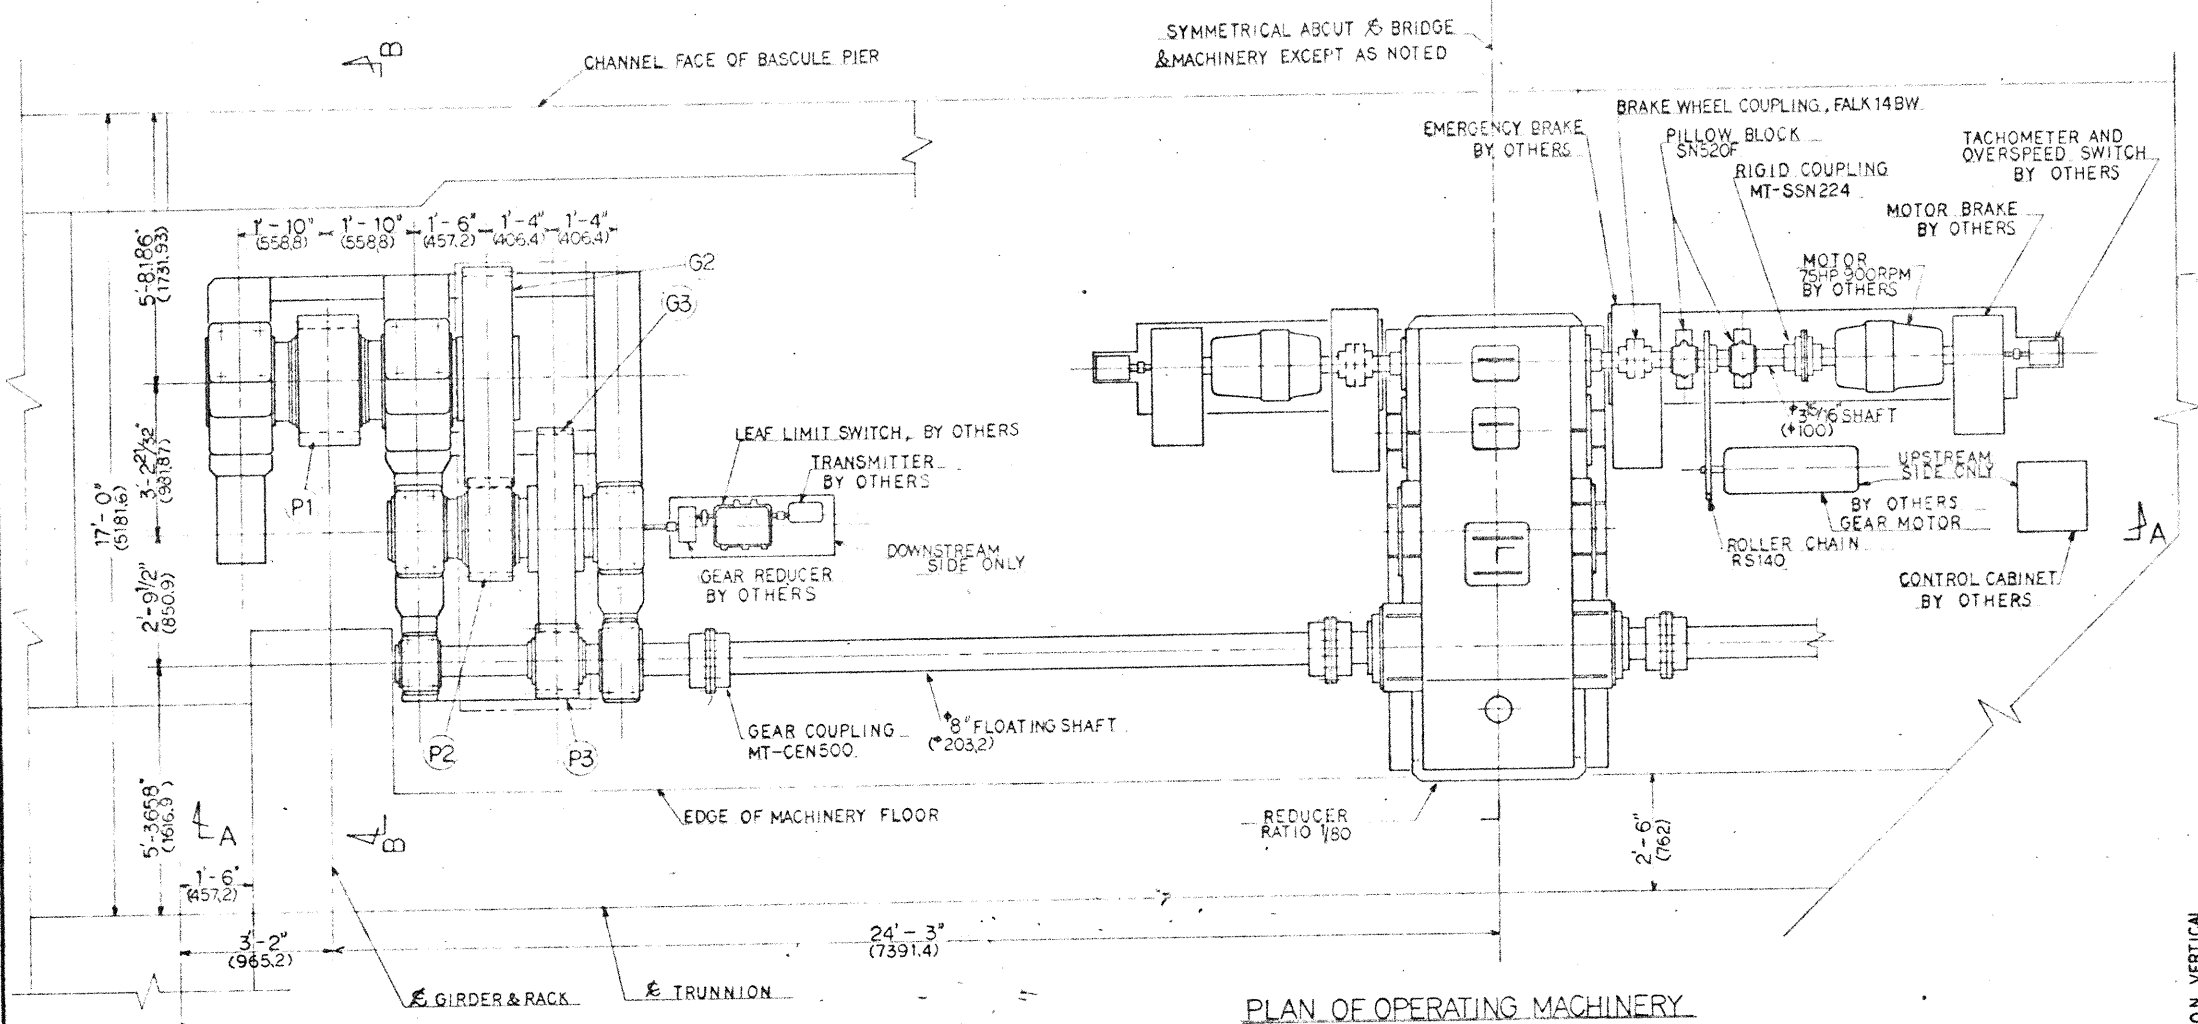 B
CHANNEL FACE OF BASCULE PIER
SYMMETRICAL ABOUT ℄ BRIDGE
& MACHINERY EXCEPT AS NOTED
BRAKE WHEEL COUPLING, FALK 14BW
EMERGENCY BRAKE
BY OTHERS
PILLOW BLOCK
SN520F
RIGID COUPLING
MT-SSN224
TACHOMETER AND
OVERSPEED SWITCH
BY OTHERS
MOTOR BRAKE
BY OTHERS
MOTOR
75HP 900RPM
BY OTHERS
1'-10"
(558,8)
1'-10"
(558,8)
1'-6"
(457,2)
1'-4"
(406,4)
1'-4"
(406,4)
G2
G3
5'-8.186"
(1731.93)
3'-2 21/32"
(981,87)
17'-0"
(5181.6)
2'-9 1/2"
(850.9)
5'-.3658"
(1616.9)
P1
LEAF LIMIT SWITCH, BY OTHERS
TRANSMITTER
BY OTHERS
DOWNSTREAM
SIDE ONLY
GEAR REDUCER
BY OTHERS
SHAFT
(φ100)
UPSTREAM
SIDE ONLY
BY OTHERS
GEAR MOTOR
ROLLER CHAIN
RS140
CONTROL CABINET
BY OTHERS
A
P2
P3
GEAR COUPLING
MT-CEN500
φ8" FLOATING SHAFT
(φ203,2)
EDGE OF MACHINERY FLOOR
REDUCER
RATIO 1/80
2'-6"
(762)
A
B
1'-6"
(457,2)
3'-2"
(965,2)
24'-3"
(7391.4)
℄ GIRDER & RACK
℄ TRUNNION
PLAN OF OPERATING MACHINERY
ON VERTICAL